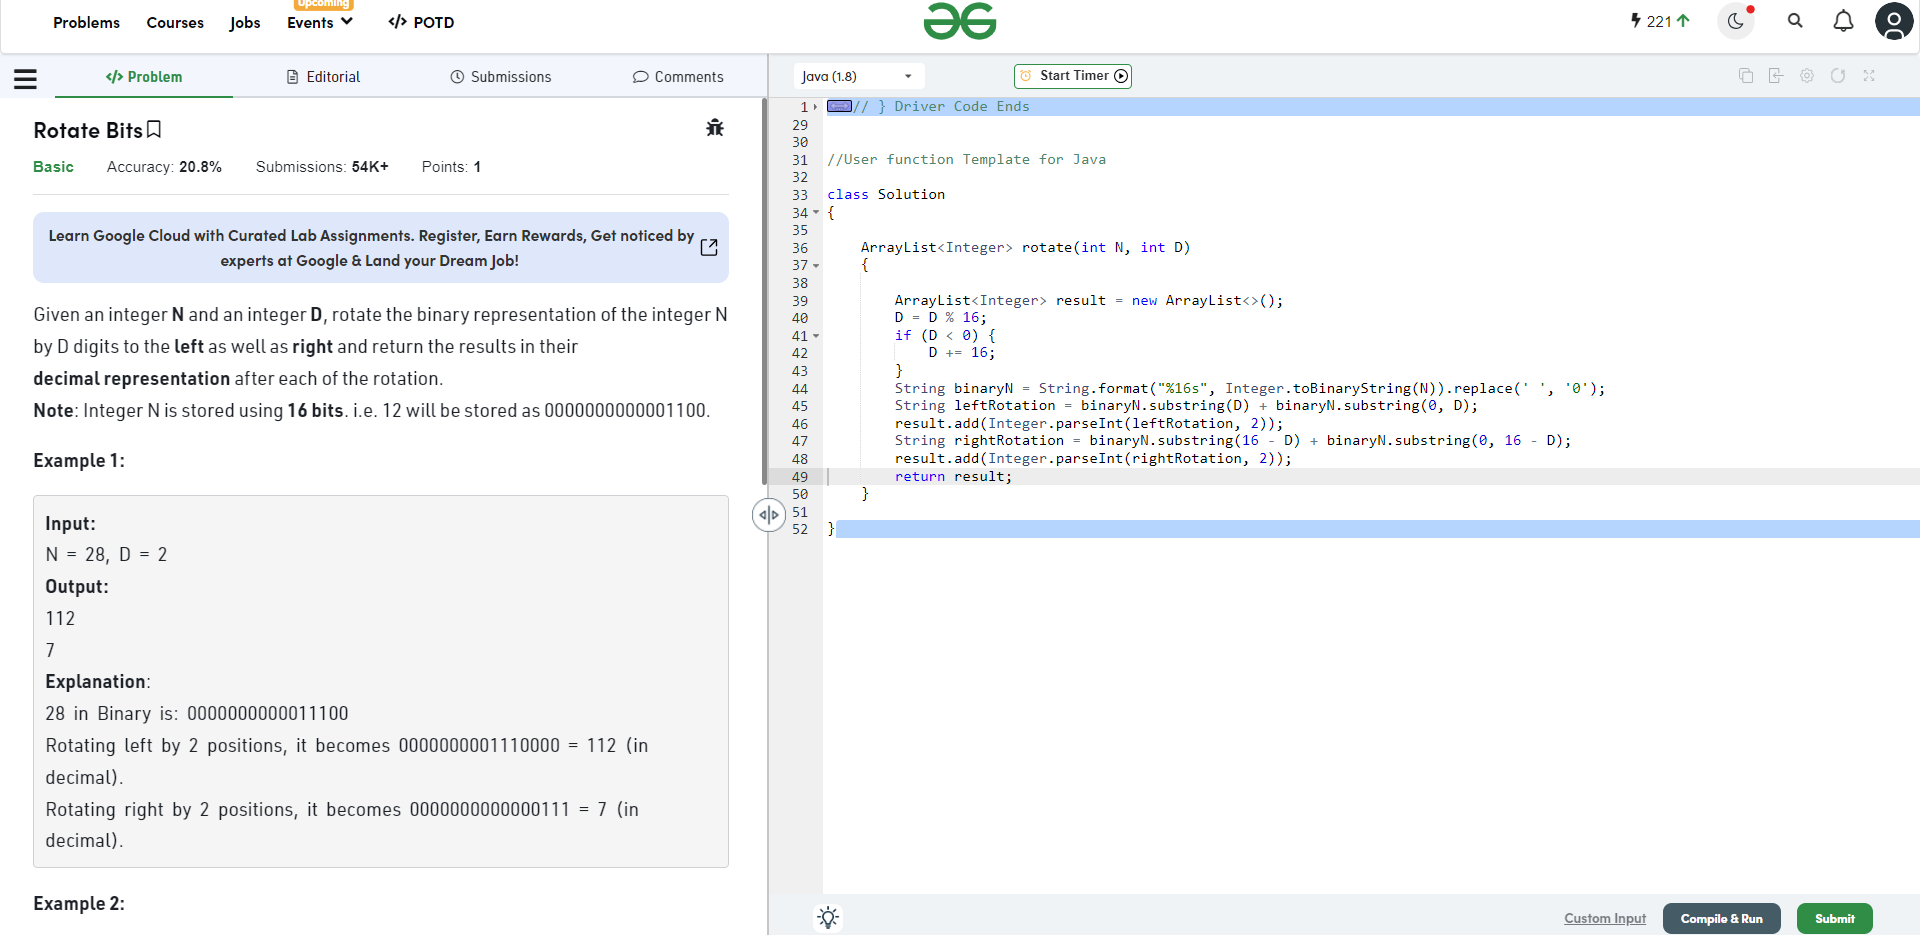 Problems Courses Jobs Upcoming Events </> POTD 221
</> Problem Editorial Submissions Comments
Rotate Bits
Basic Accuracy: 20.8% Submissions: 54K+ Points: 1
Learn Google Cloud with Curated Lab Assignments. Register, Earn Rewards, Get noticed by
experts at Google & Land your Dream Job!
Given an integer N and an integer D, rotate the binary representation of the integer N
by D digits to the left as well as right and return the results in their
decimal representation after each of the rotation.
Note: Integer N is stored using 16 bits. i.e. 12 will be stored as 0000000000001100.
Example 1:
Input:
N = 28, D = 2
Output:
112
7
Explanation:
28 in Binary is: 0000000000011100
Rotating left by 2 positions, it becomes 0000000001110000 = 112 (in
decimal).
Rotating right by 2 positions, it becomes 0000000000000111 = 7 (in
decimal).
Example 2:
Java (1.8) Start Timer
1 // } Driver Code Ends
29
30
31 //User function Template for Java
32
33 class Solution
34 {
35
36 ArrayList<Integer> rotate(int N, int D)
37 {
38
39 ArrayList<Integer> result = new ArrayList<>();
40 D = D % 16;
41 if (D < 0) {
42 D += 16;
43 }
44 String binaryN = String.format("%16s", Integer.toBinaryString(N)).replace(' ', '0');
45 String leftRotation = binaryN.substring(D) + binaryN.substring(0, D);
46 result.add(Integer.parseInt(leftRotation, 2));
47 String rightRotation = binaryN.substring(16 - D) + binaryN.substring(0, 16 - D);
48 result.add(Integer.parseInt(rightRotation, 2));
49 return result;
50 }
51
52 }
Custom Input Compile & Run Submit